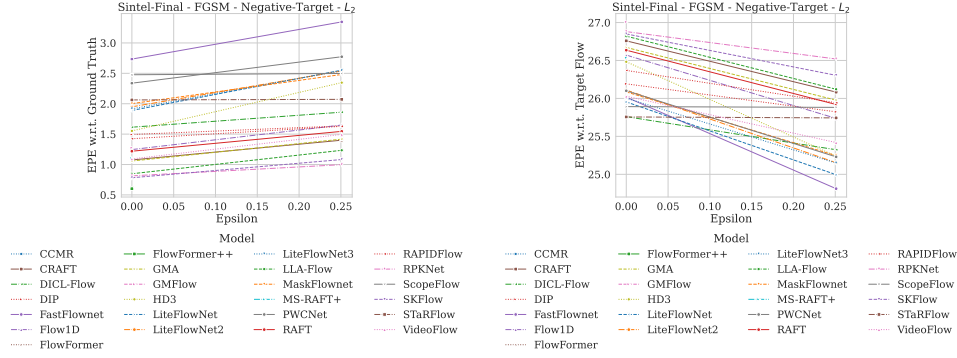 Sintel-Final - FGSM - Negative-Target - L2
EPE w.r.t. Ground Truth
3.0
2.5
2.0
1.5
1.0
0.5
0.00 0.05 0.10 0.15 0.20 0.25
Epsilon
Model
CCMR FlowFormer++ LiteFlowNet3 RAPIDFlow
CRAFT GMA LLA-Flow RPKNet
DICL-Flow GMFlow MaskFlownet ScopeFlow
DIP HD3 MS-RAFT+ SKFlow
FastFlownet LiteFlowNet PWCNet STaRFlow
Flow1D LiteFlowNet2 RAFT VideoFlow
FlowFormer
Sintel-Final - FGSM - Negative-Target - L2
EPE w.r.t. Target Flow
27.0
26.5
26.0
25.5
25.0
0.00 0.05 0.10 0.15 0.20 0.25
Epsilon
Model
CCMR FlowFormer++ LiteFlowNet3 RAPIDFlow
CRAFT GMA LLA-Flow RPKNet
DICL-Flow GMFlow MaskFlownet ScopeFlow
DIP HD3 MS-RAFT+ SKFlow
FastFlownet LiteFlowNet PWCNet STaRFlow
Flow1D LiteFlowNet2 RAFT VideoFlow
FlowFormer